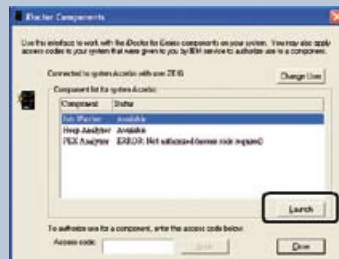 iDoctor Components
Use this interface to work with the iDoctor for iSeries components on your system. You may also apply
access codes to your system that were given to you by IBM service to authorize use to a component.
Connected to system with user
Change User
Component list for system
Component Status
Job Watcher Available
Heap Analyzer Available
PEX Analyzer ERROR: Not authorized (access code required)
Launch
To authorize use for a component, enter the access code below
Access code:
Close